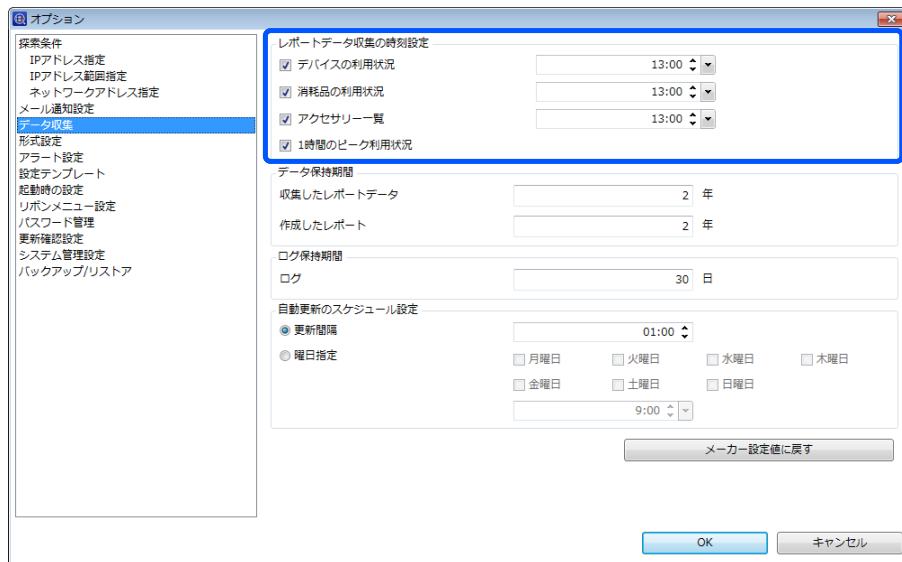 オプション
探索条件
IPアドレス指定
IPアドレス範囲指定
ネットワークアドレス指定
メール通知設定
データ収集
形式設定
アラート設定
設定テンプレート
起動時の設定
リボンメニュー設定
パスワード管理
更新確認設定
システム管理設定
バックアップ/リストア
レポートデータ収集の時刻設定
デバイスの利用状況 13:00
消耗品の利用状況 13:00
アクセサリー一覧 13:00
1時間のピーク利用状況
データ保持期間
収集したレポートデータ 2 年
作成したレポート 2 年
ログ保持期間
ログ 30 日
自動更新のスケジュール設定
更新間隔 01:00
曜日指定 月曜日 火曜日 水曜日 木曜日
金曜日 土曜日 日曜日
9:00
メーカー設定値に戻す
OK キャンセル